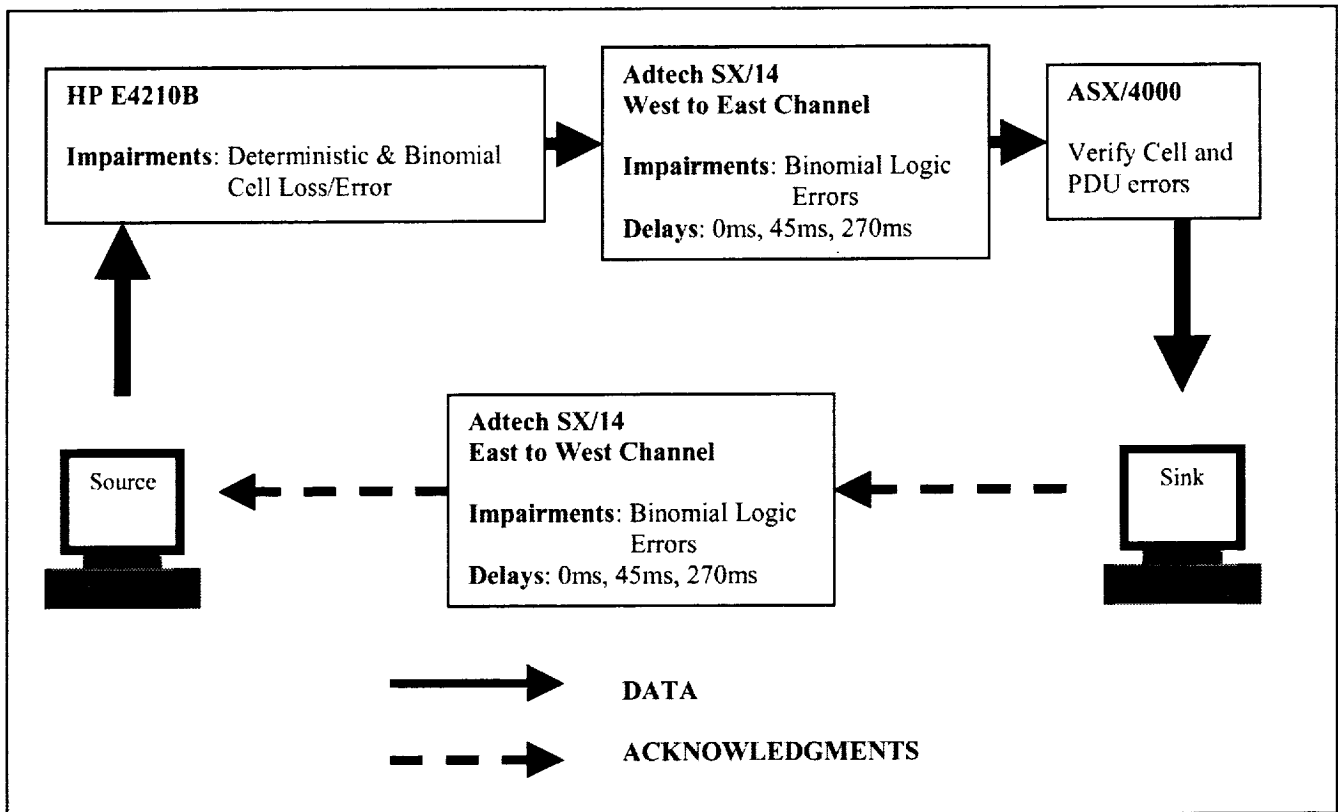 HP E4210B
Impairments: Deterministic & Binomial
Cell Loss/Error
Adtech SX/14
West to East Channel
Impairments: Binomial Logic
Errors
Delays: 0ms, 45ms, 270ms
ASX/4000
Verify Cell and
PDU errors
Source
Adtech SX/14
East to West Channel
Impairments: Binomial Logic
Errors
Delays: 0ms, 45ms, 270ms
Sink
DATA
ACKNOWLEDGMENTS